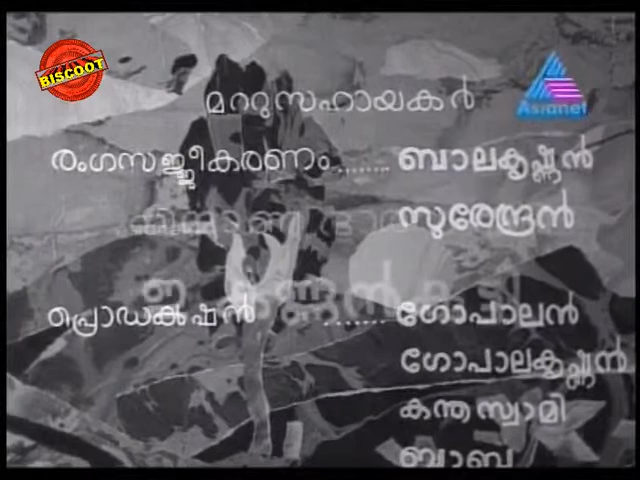 BISCOOT
Asianet
മററുസഹായകർ
രംഗസജ്ജീകരണം....... ബാലകൃഷ്ണൻ
സുരേന്ദ്രൻ
പ്രൊഡക്ഷൻ ....... ഗോപാലൻ
ഗോപാലകൃഷ്ണൻ
കന്തസ്വാമി
ബാബു